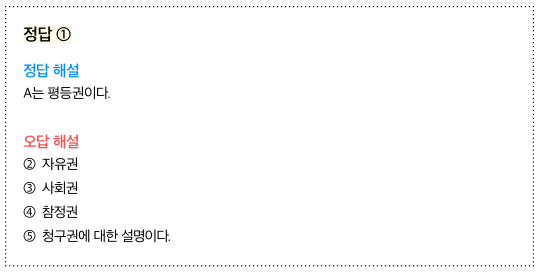 정답 ①
정답 해설
A는 평등권이다.
오답 해설
② 자유권
③ 사회권
④ 참정권
⑤ 청구권에 대한 설명이다.